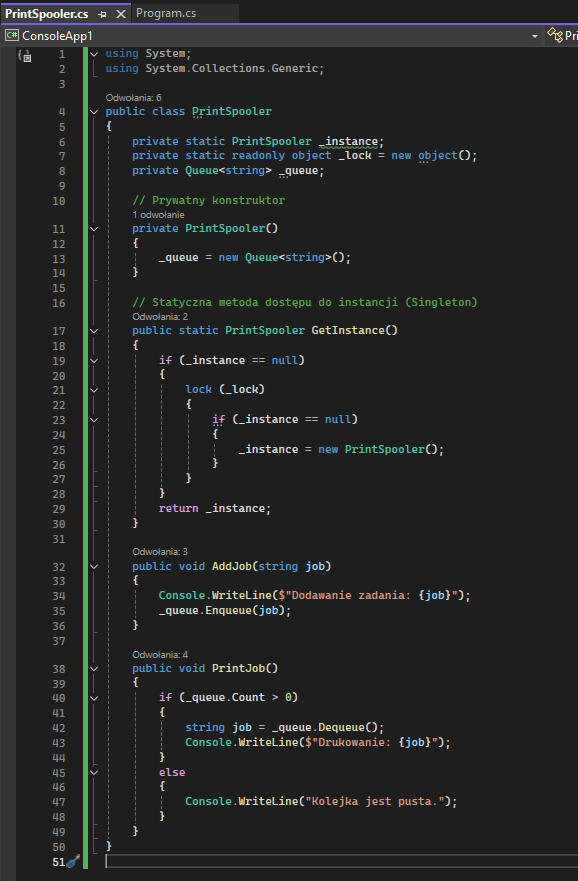 PrintSpooler.cs Program.cs
C# ConsoleApp1 Pri
1 using System;
2 using System.Collections.Generic;
3
Odwołania: 6
4 public class PrintSpooler
5 {
6 private static PrintSpooler _instance;
7 private static readonly object _lock = new object();
8 private Queue<string> _queue;
9
10 // Prywatny konstruktor
1 odwołanie
11 private PrintSpooler()
12 {
13 _queue = new Queue<string>();
14 }
15
16 // Statyczna metoda dostępu do instancji (Singleton)
Odwołania: 2
17 public static PrintSpooler GetInstance()
18 {
19 if (_instance == null)
20 {
21 lock (_lock)
22 {
23 if (_instance == null)
24 {
25 _instance = new PrintSpooler();
26 }
27 }
28 }
29 return _instance;
30 }
31
Odwołania: 3
32 public void AddJob(string job)
33 {
34 Console.WriteLine($"Dodawanie zadania: {job}");
35 _queue.Enqueue(job);
36 }
37
Odwołania: 4
38 public void PrintJob()
39 {
40 if (_queue.Count > 0)
41 {
42 string job = _queue.Dequeue();
43 Console.WriteLine($"Drukowanie: {job}");
44 }
45 else
46 {
47 Console.WriteLine("Kolejka jest pusta.");
48 }
49 }
50 }
51